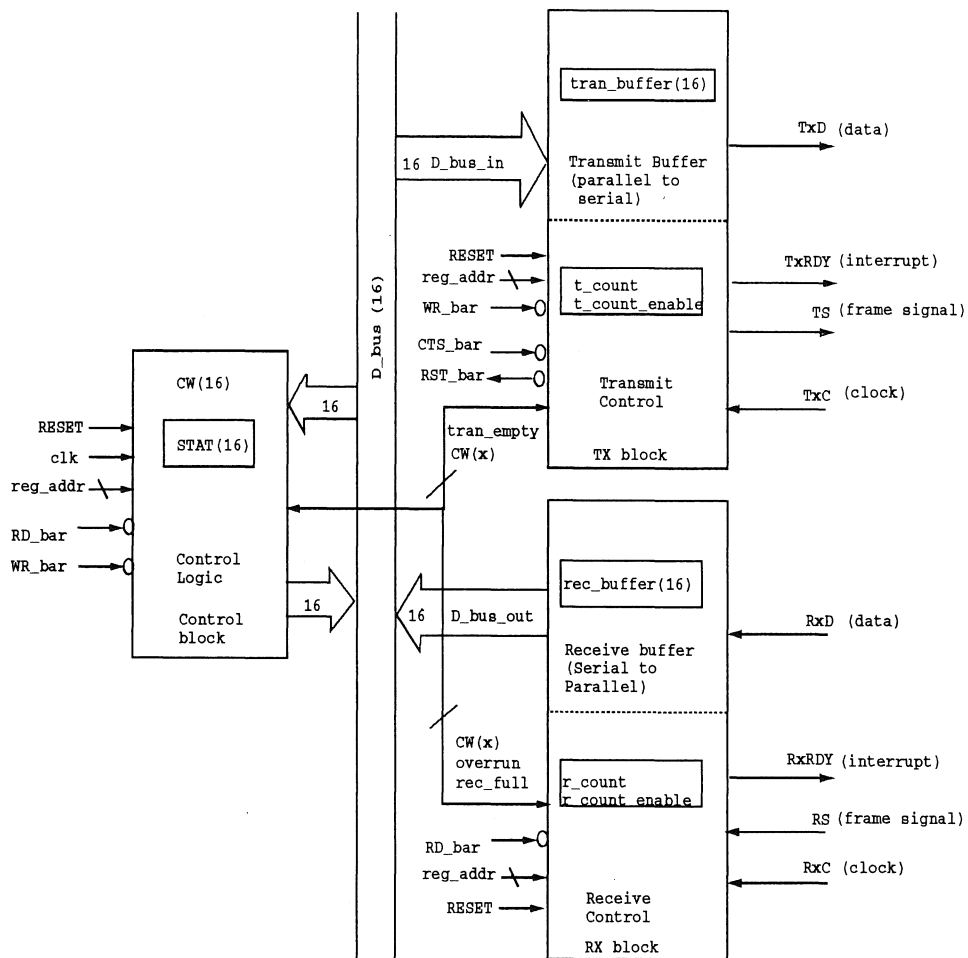 tran_buffer(16)
TxD (data)
16 D_bus_in
Transmit Buffer
(parallel to
serial)
RESET
reg_addr
WR_bar
CTS_bar
RST_bar
t_count
t_count_enable
TxRDY (interrupt)
TS (frame signal)
TxC (clock)
Transmit
Control
TX block
D_bus (16)
CW(16)
STAT(16)
16
RESET
clk
reg_addr
RD_bar
WR_bar
Control
Logic
Control
block
16
tran_empty
CW(x)
rec_buffer(16)
16 D_bus_out
RxD (data)
Receive buffer
(Serial to
Parallel)
CW(x)
overrun
rec_full
r_count
r_count_enable
RxRDY (interrupt)
RS (frame signal)
RxC (clock)
RD_bar
reg_addr
RESET
Receive
Control
RX block